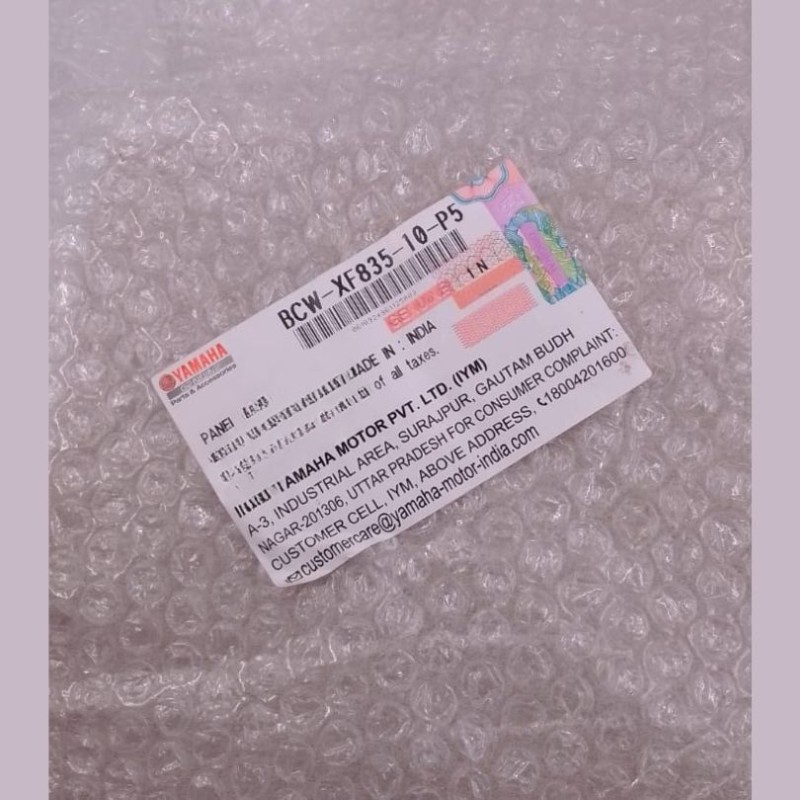 BCW-XF835-10-P5
1 N
YAMAHA
Parts & Accessories
PANEL
MADE IN : INDIA
of all taxes.
YAMAHA MOTOR PVT. LTD. (IYM)
A-3, INDUSTRIAL AREA, SURAJPUR, GAUTAM BUDH
NAGAR-201306, UTTAR PRADESH FOR CONSUMER COMPLAINT:
CUSTOMER CELL, IYM, ABOVE ADDRESS, 18004201600
customercare@yamaha-motor-india.com